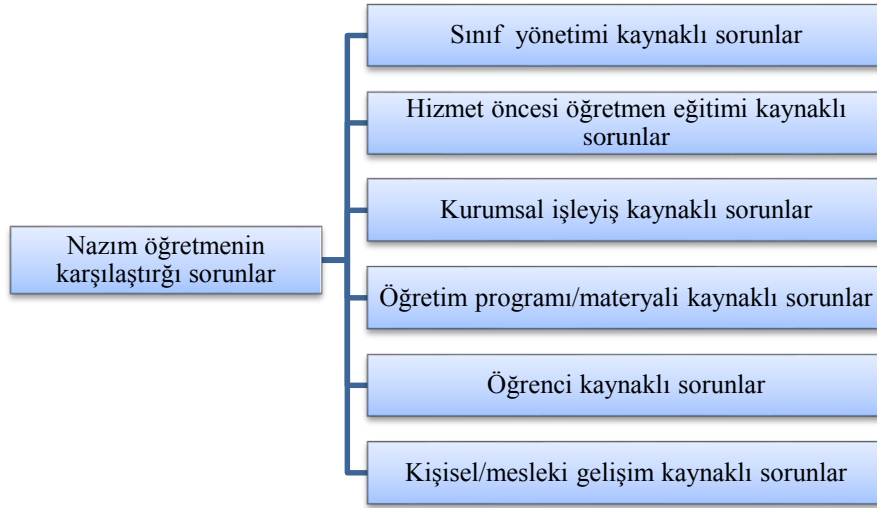 Sınıf yönetimi kaynaklı sorunlar
Hizmet öncesi öğretmen eğitimi kaynaklı
sorunlar
Kurumsal işleyiş kaynaklı sorunlar
Nazım öğretmenin
karşılaştırğı sorunlar
Öğretim programı/materyali kaynaklı sorunlar
Öğrenci kaynaklı sorunlar
Kişisel/mesleki gelişim kaynaklı sorunlar